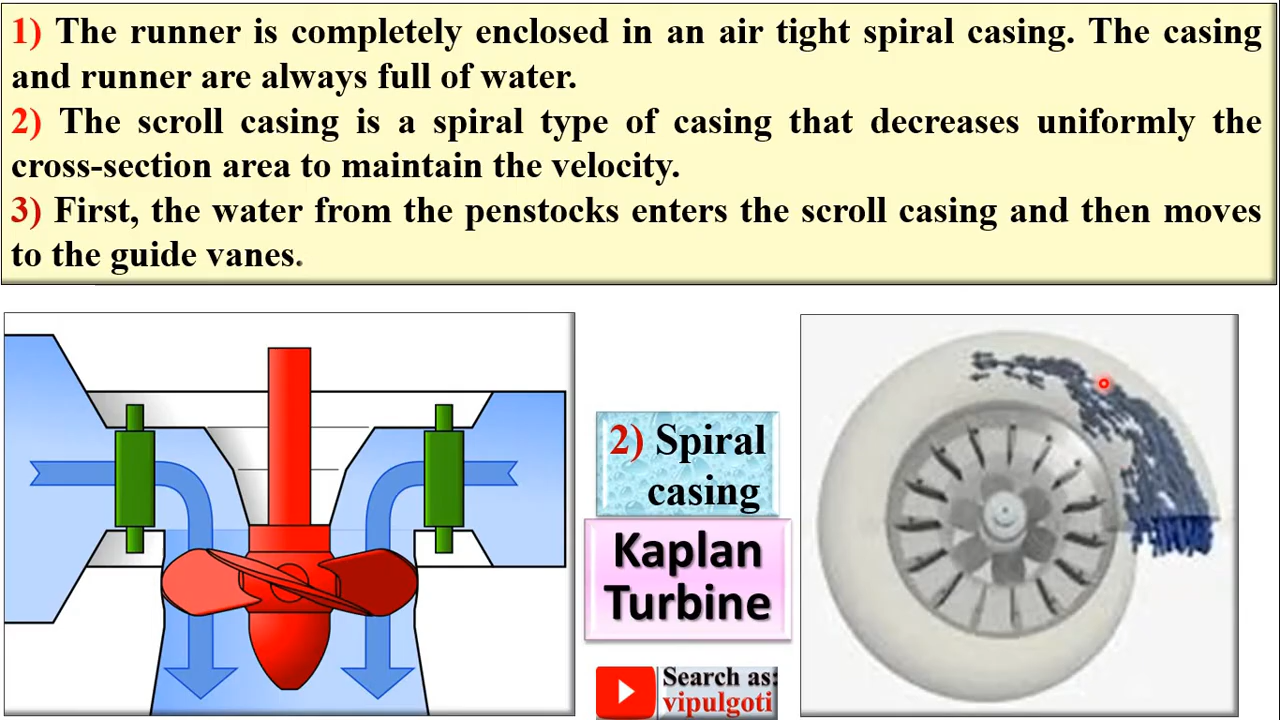 1) The runner is completely enclosed in an air tight spiral casing. The casing
and runner are always full of water.
2) The scroll casing is a spiral type of casing that decreases uniformly the
cross-section area to maintain the velocity.
3) First, the water from the penstocks enters the scroll casing and then moves
to the guide vanes.
2) Spiral
casing
Kaplan
Turbine
Search as:
vipulgoti